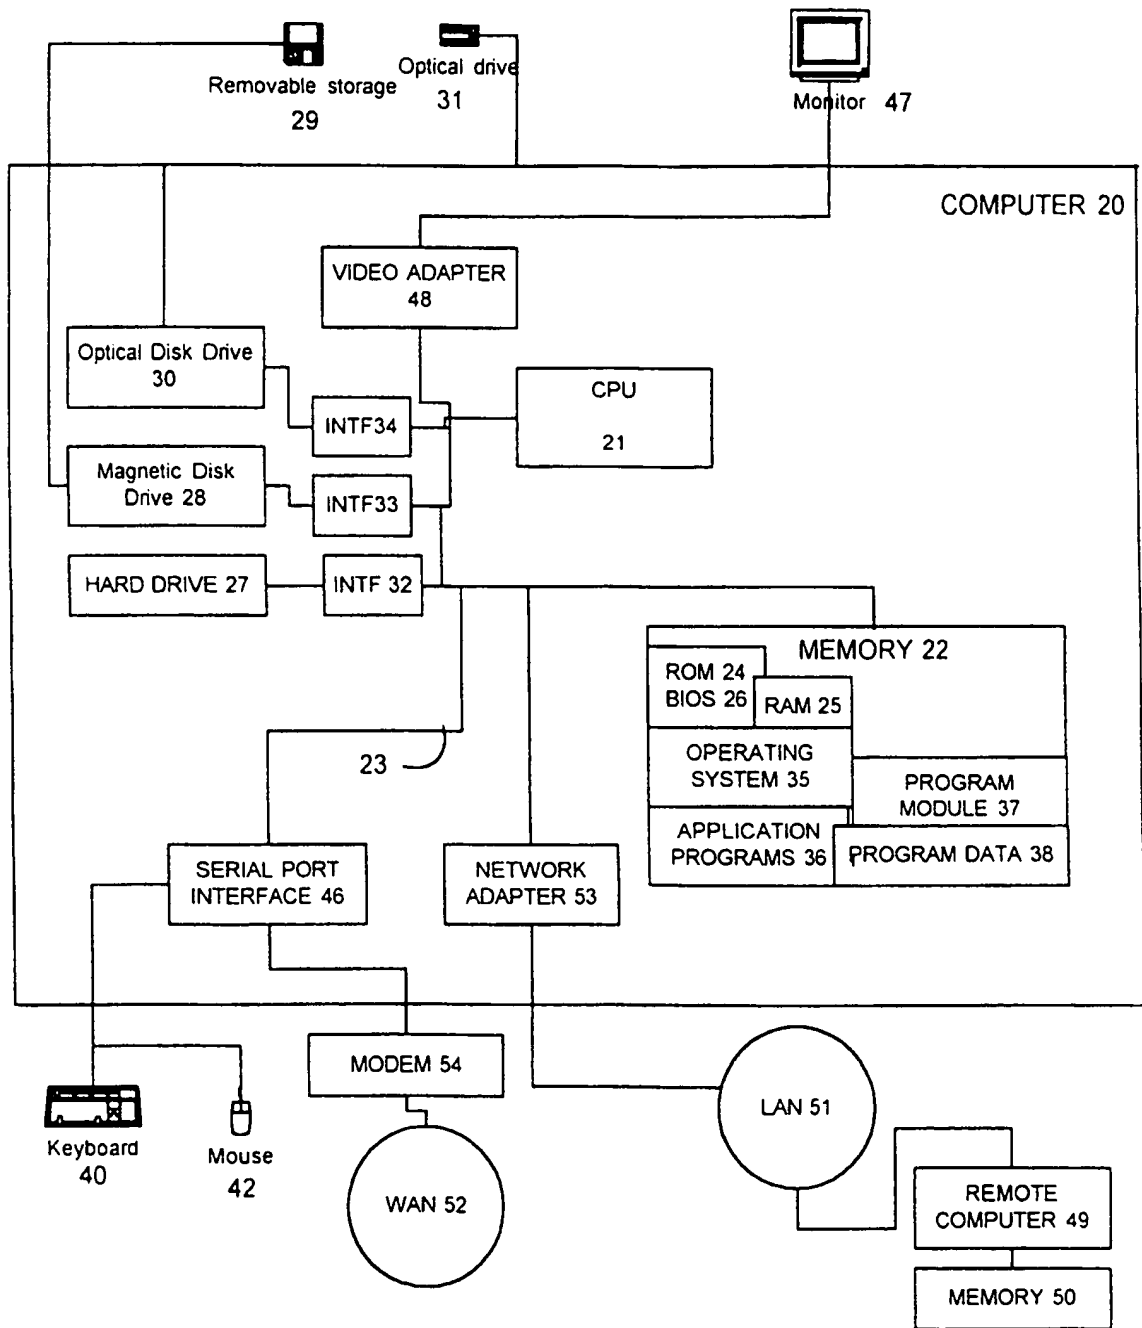 Removable storage
29
Optical drive
31
Monitor 47
COMPUTER 20
VIDEO ADAPTER
48
Optical Disk Drive
30
CPU
21
INTF34
Magnetic Disk
Drive 28
INTF33
HARD DRIVE 27
INTF 32
MEMORY 22
ROM 24
BIOS 26
RAM 25
OPERATING
SYSTEM 35
PROGRAM
MODULE 37
APPLICATION
PROGRAMS 36
PROGRAM DATA 38
23
SERIAL PORT
INTERFACE 46
NETWORK
ADAPTER 53
MODEM 54
LAN 51
Keyboard
40
Mouse
42
WAN 52
REMOTE
COMPUTER 49
MEMORY 50